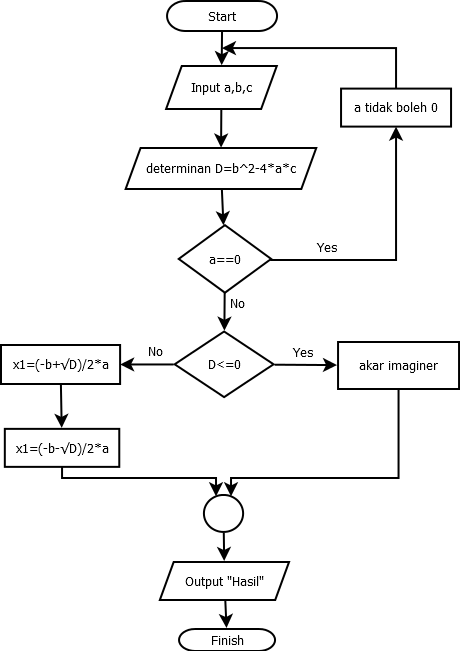 Start
Input a,b,c
a tidak boleh 0
determinan D=b^2-4*a*c
a==0
Yes
No
D<=0
No
Yes
x1=(-b+√D)/2*a
akar imaginer
x1=(-b-√D)/2*a
Output "Hasil"
Finish